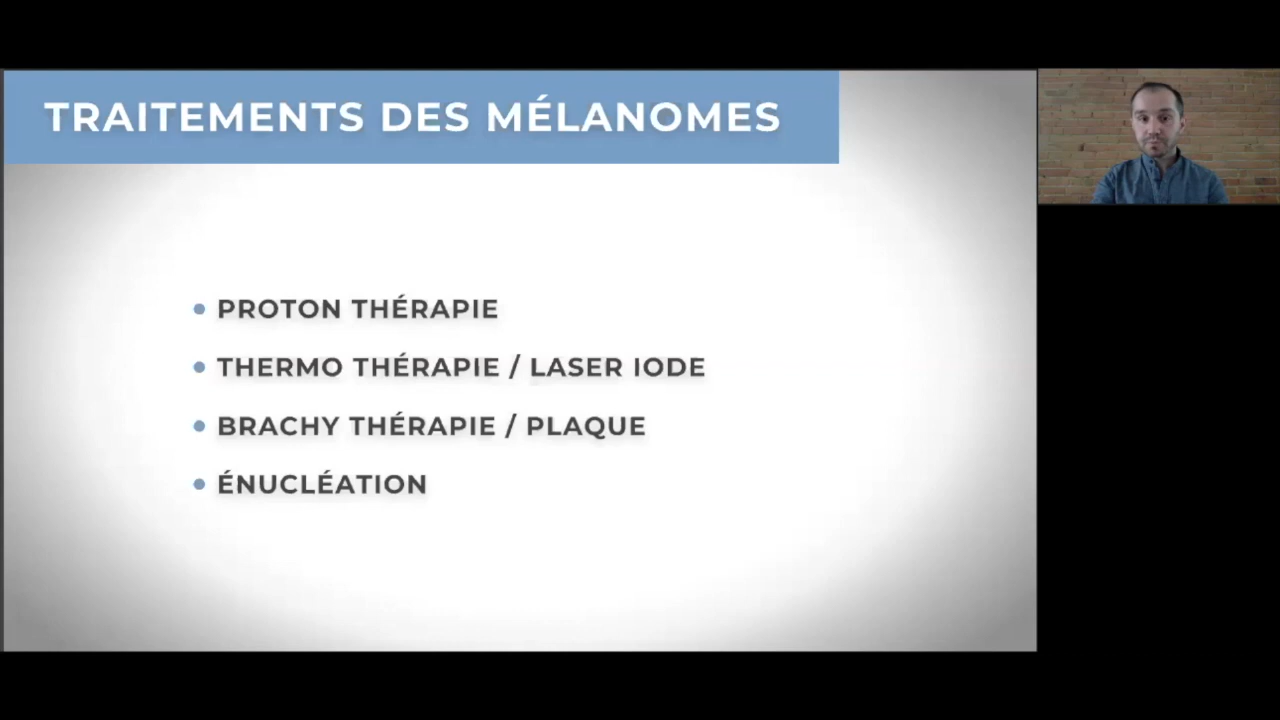 TRAITEMENTS DES MÉLANOMES
• PROTON THÉRAPIE
• THERMO THÉRAPIE / LASER IODE
• BRACHY THÉRAPIE / PLAQUE
• ÉNUCLÉATION